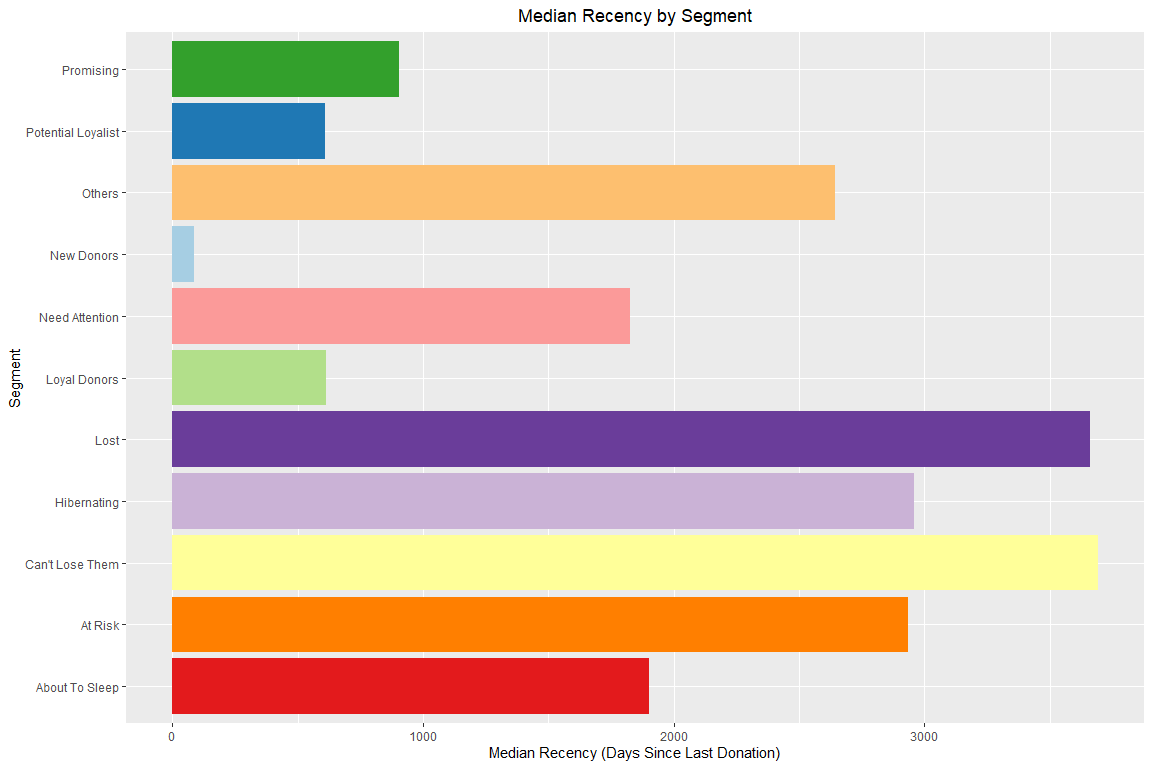 Median Recency by Segment
Segment
Promising
Potential Loyalist
Others
New Donors
Need Attention
Loyal Donors
Lost
Hibernating
Can't Lose Them
At Risk
About To Sleep
0 1000 2000 3000
Median Recency (Days Since Last Donation)